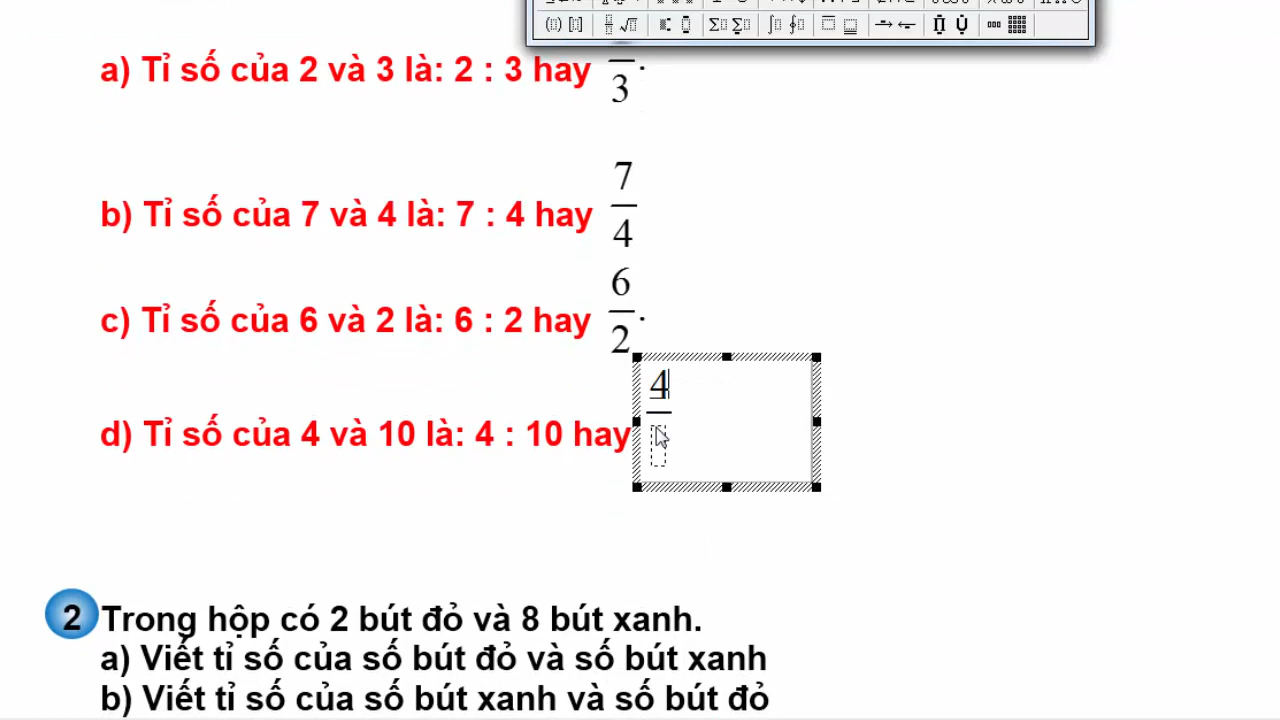 a) Tỉ số của 2 và 3 là: 2 : 3 hay /3.
b) Tỉ số của 7 và 4 là: 7 : 4 hay 7/4
c) Tỉ số của 6 và 2 là: 6 : 2 hay 6/2.
d) Tỉ số của 4 và 10 là: 4 : 10 hay 4/
2 Trong hộp có 2 bút đỏ và 8 bút xanh.
a) Viết tỉ số của số bút đỏ và số bút xanh
b) Viết tỉ số của số bút xanh và số bút đỏ